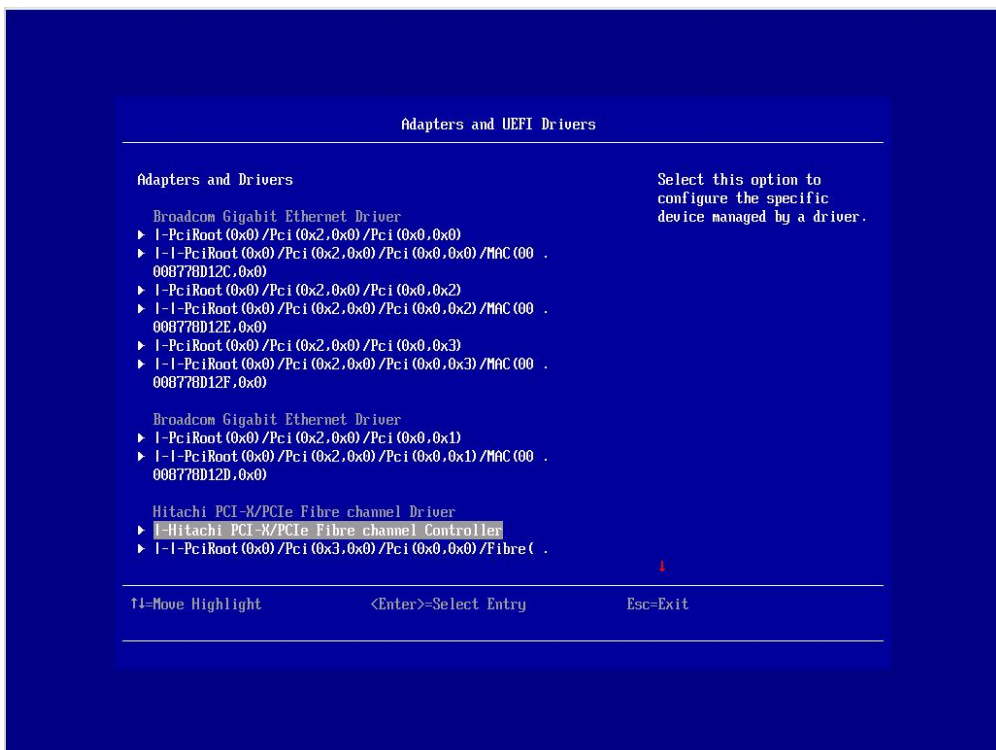 Adapters and UEFI Drivers
Adapters and Drivers
Broadcom Gigabit Ethernet Driver
▶ |-PciRoot(0x0)/Pci(0x2,0x0)/Pci(0x0,0x0)
▶ |-|-PciRoot(0x0)/Pci(0x2,0x0)/Pci(0x0,0x0)/MAC(00 .
008778D12C,0x0)
▶ |-PciRoot(0x0)/Pci(0x2,0x0)/Pci(0x0,0x2)
▶ |-|-PciRoot(0x0)/Pci(0x2,0x0)/Pci(0x0,0x2)/MAC(00 .
008778D12E,0x0)
▶ |-PciRoot(0x0)/Pci(0x2,0x0)/Pci(0x0,0x3)
▶ |-|-PciRoot(0x0)/Pci(0x2,0x0)/Pci(0x0,0x3)/MAC(00 .
008778D12F,0x0)
Broadcom Gigabit Ethernet Driver
▶ |-PciRoot(0x0)/Pci(0x2,0x0)/Pci(0x0,0x1)
▶ |-|-PciRoot(0x0)/Pci(0x2,0x0)/Pci(0x0,0x1)/MAC(00 .
008778D12D,0x0)
Hitachi PCI-X/PCIe Fibre channel Driver
▶ |-Hitachi PCI-X/PCIe Fibre channel Controller
▶ |-|-PciRoot(0x0)/Pci(0x3,0x0)/Pci(0x0,0x0)/Fibre( .
Select this option to
configure the specific
device managed by a driver.
↓
↑↓=Move Highlight
<Enter>=Select Entry
Esc=Exit